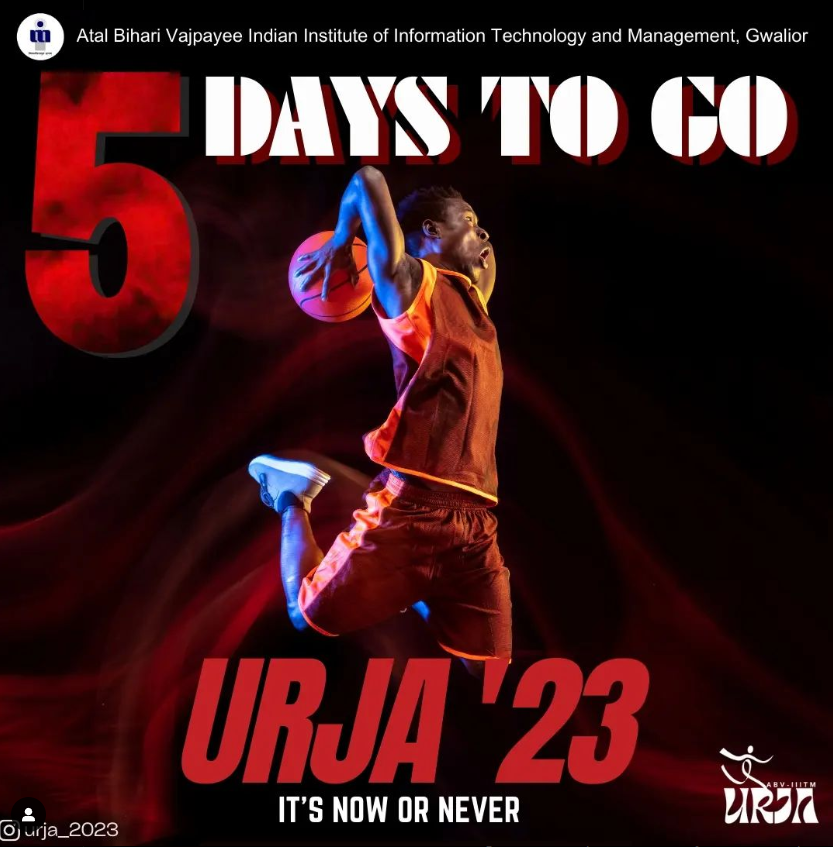 Atal Bihari Vajpayee Indian Institute of Information Technology and Management, Gwalior
5 DAYS TO GO
URJA '23
IT'S NOW OR NEVER
ABV-IIITM
URJA
urja_2023